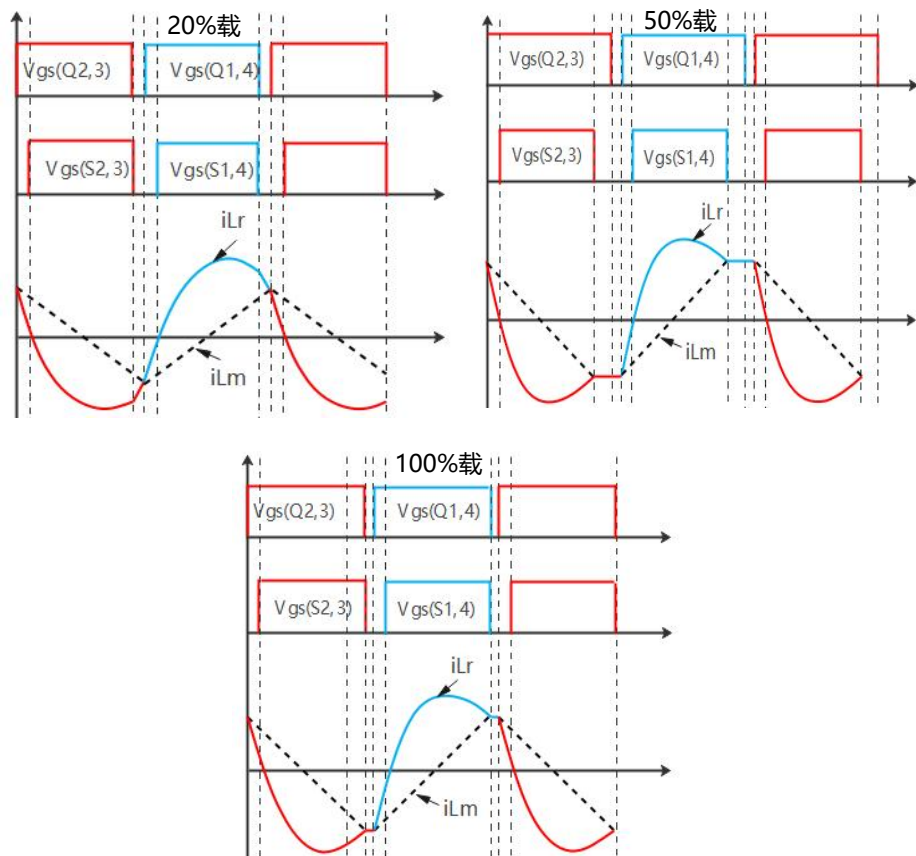 20%载
Vgs(Q2,3)
Vgs(Q1,4)
Vgs(S2,3)
Vgs(S1,4)
iLr
iLm
50%载
Vgs(Q2,3)
Vgs(Q1,4)
Vgs(S2,3)
Vgs(S1,4)
iLr
iLm
100%载
Vgs(Q2,3)
Vgs(Q1,4)
Vgs(S2,3)
Vgs(S1,4)
iLr
iLm